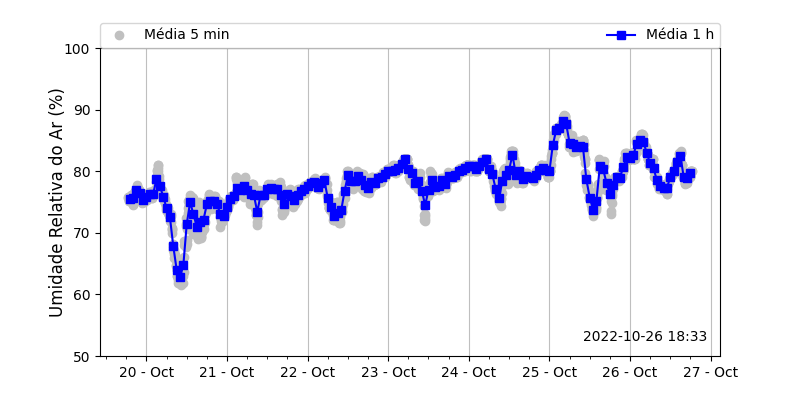 Média 5 min
Média 1 h
Umidade Relativa do Ar (%)
100
90
80
70
60
50
2022-10-26 18:33
20 - Oct
21 - Oct
22 - Oct
23 - Oct
24 - Oct
25 - Oct
26 - Oct
27 - Oct